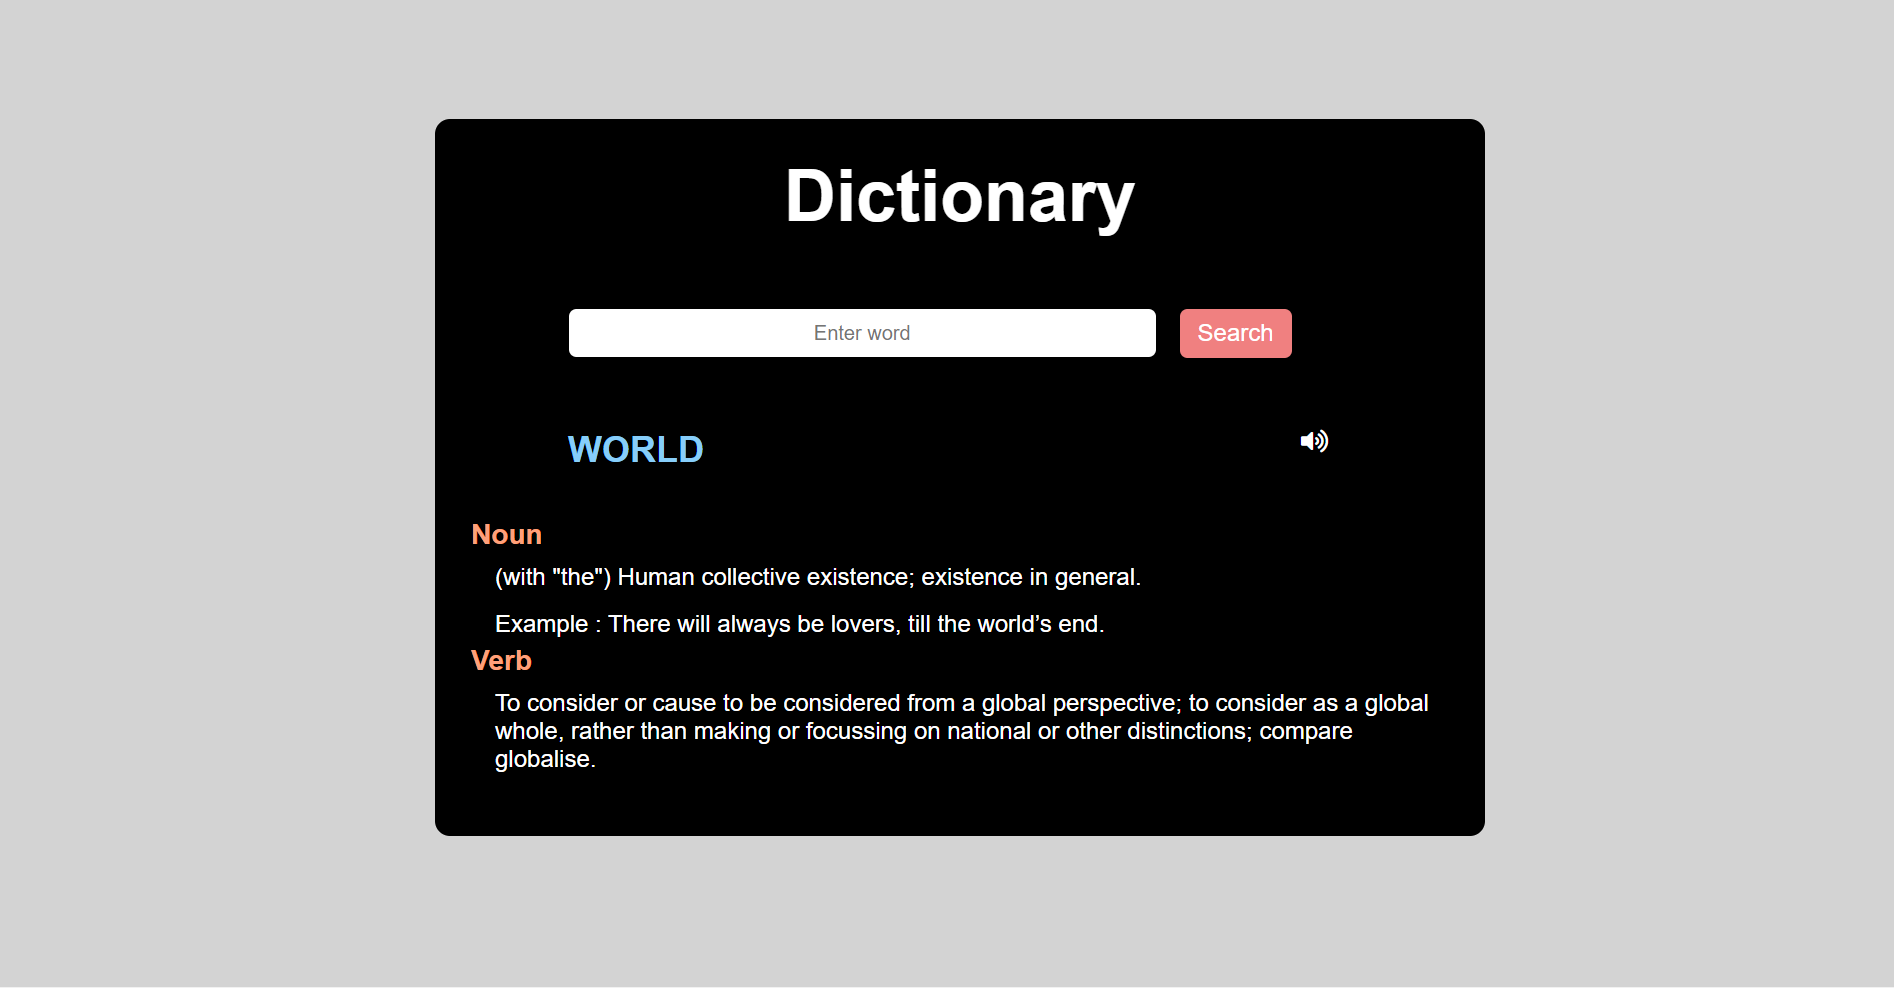 Dictionary
Enter word
Search
WORLD
Noun
(with "the") Human collective existence; existence in general.
Example : There will always be lovers, till the world’s end.
Verb
To consider or cause to be considered from a global perspective; to consider as a global
whole, rather than making or focussing on national or other distinctions; compare
globalise.